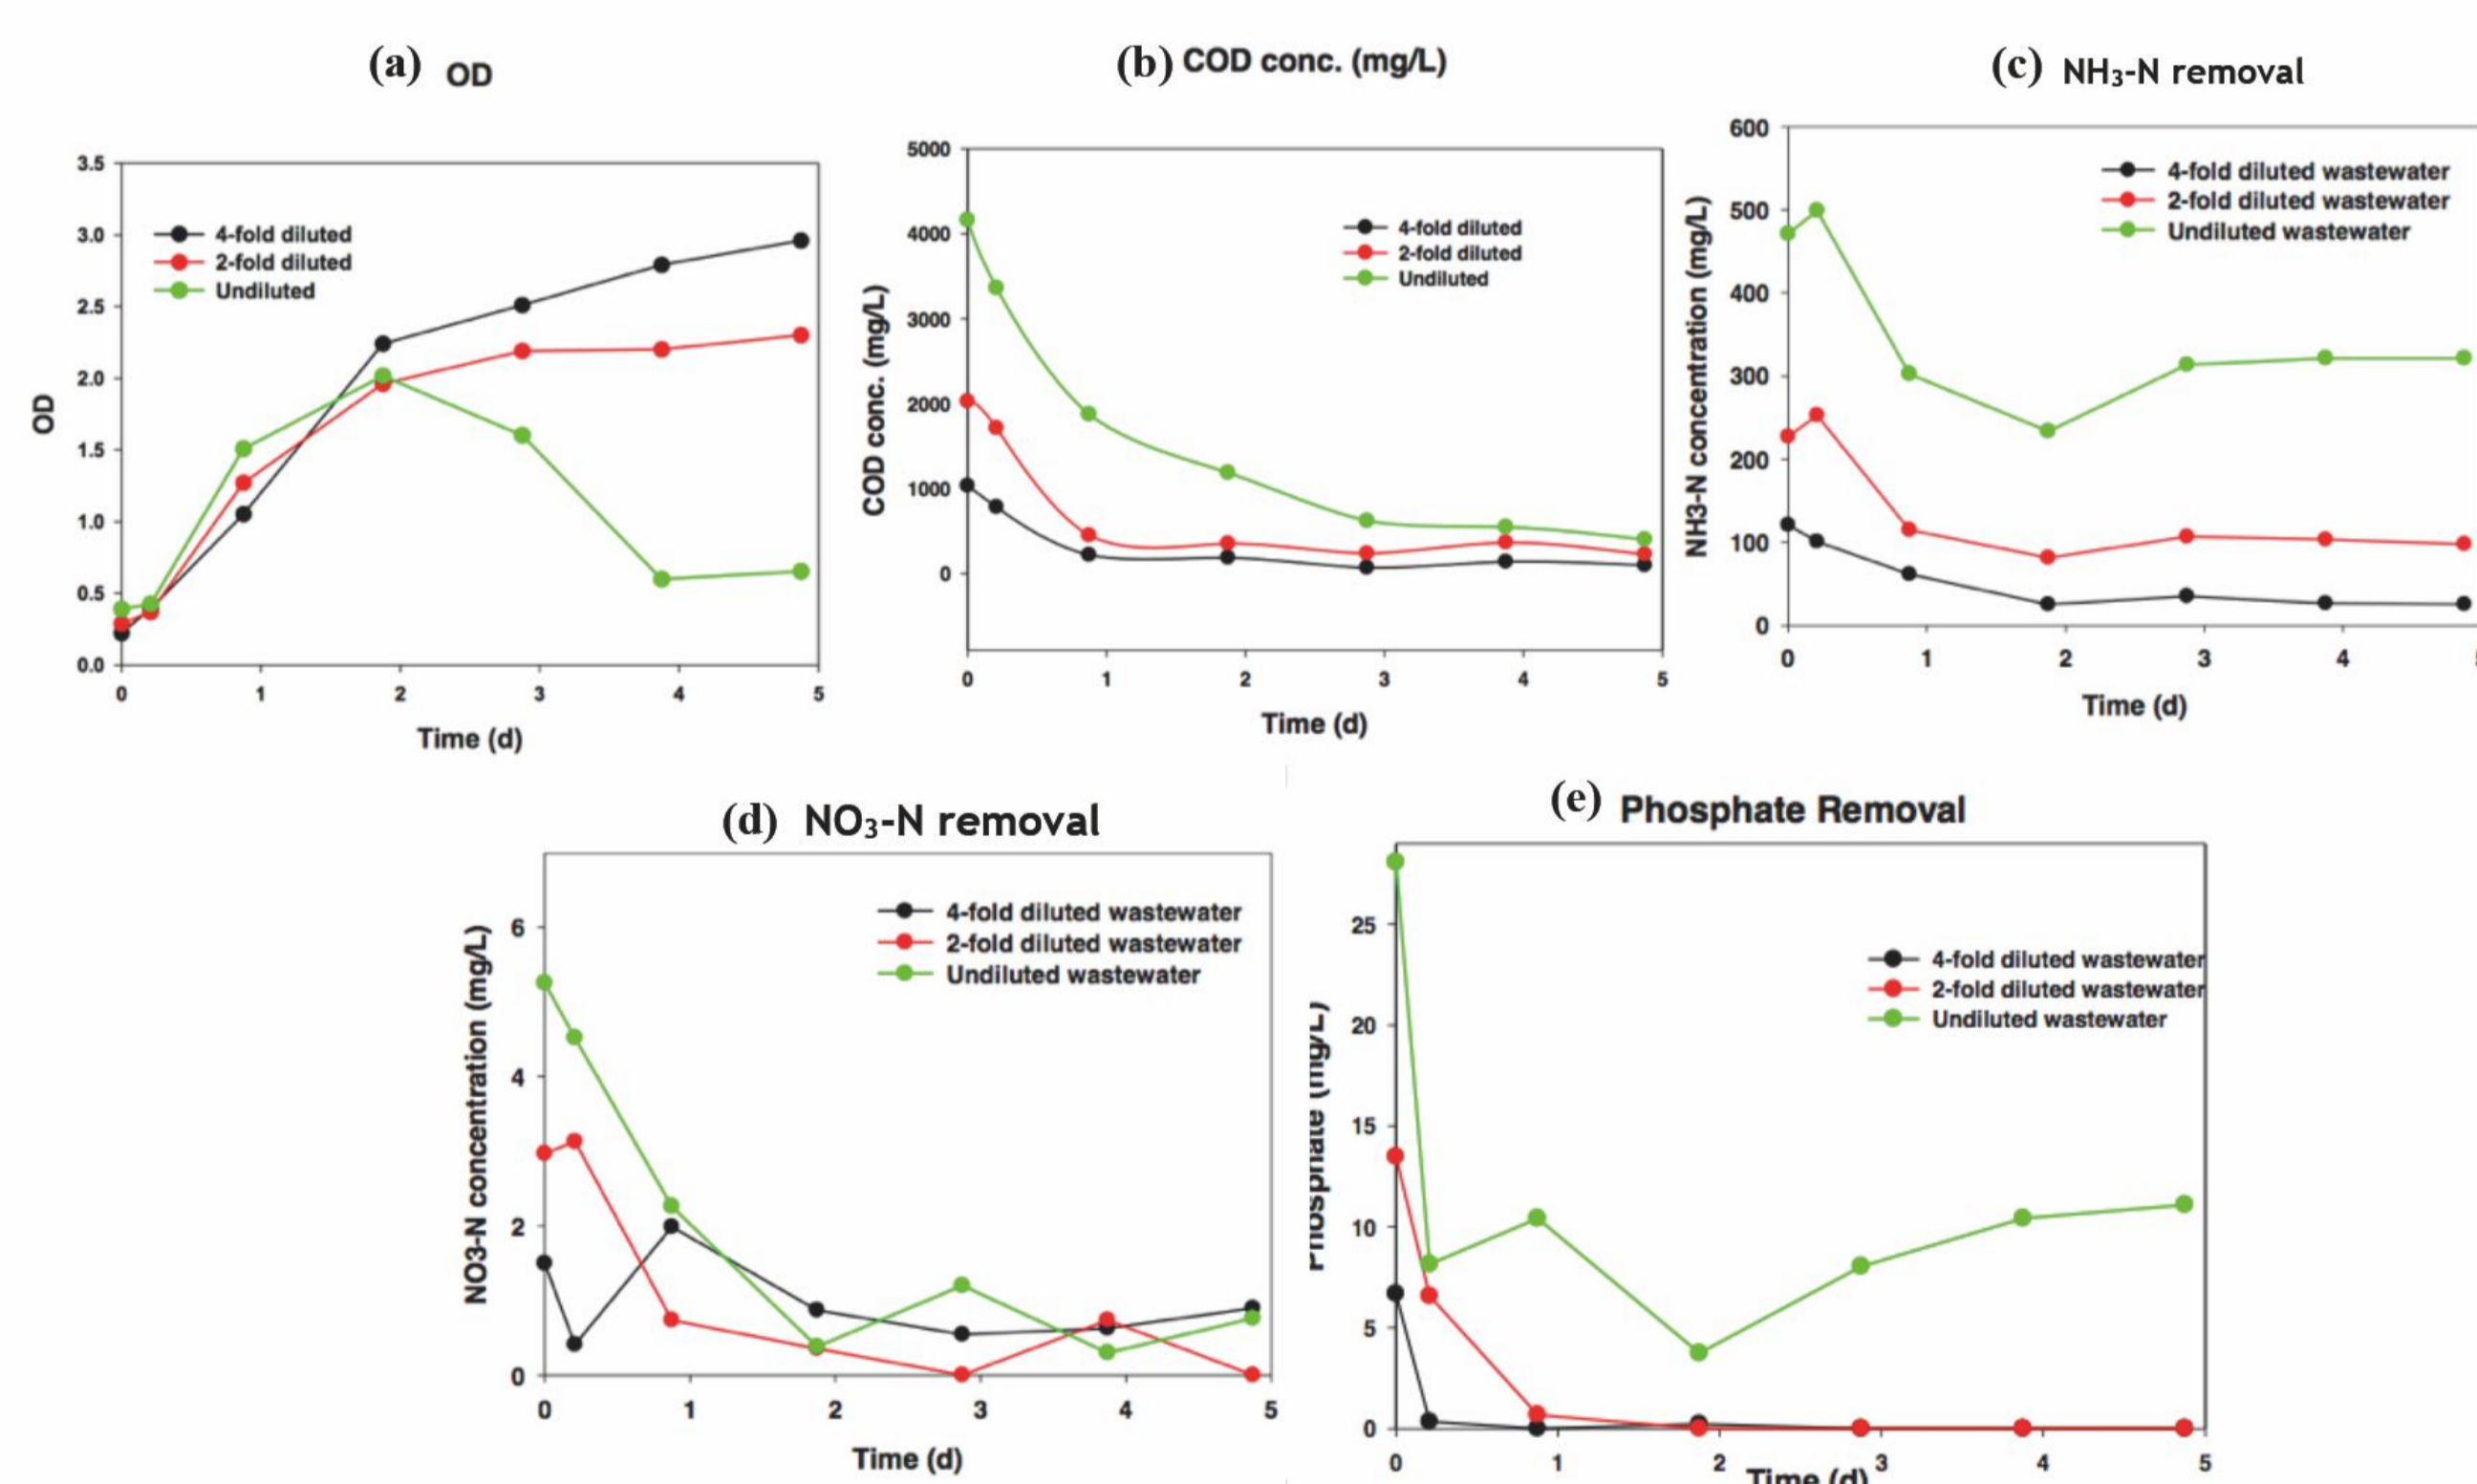 (a) OD
3.5
3.0
2.5
2.0
1.5
1.0
0.5
0.0
OD
4-fold diluted
2-fold diluted
Undiluted
0 1 2 3 4 5
Time (d)
(b) COD conc. (mg/L)
5000
4000
3000
2000
1000
0
COD conc. (mg/L)
4-fold diluted
2-fold diluted
Undiluted
0 1 2 3 4 5
Time (d)
(c) NH₃-N removal
600
500
400
300
200
100
0
NH3-N concentration (mg/L)
4-fold diluted wastewater
2-fold diluted wastewater
Undiluted wastewater
0 1 2 3 4
Time (d)
(d) NO₃-N removal
6
4
2
0
NO3-N concentration (mg/L)
4-fold diluted wastewater
2-fold diluted wastewater
Undiluted wastewater
0 1 2 3 4 5
Time (d)
(e) Phosphate Removal
25
20
15
10
5
0
Phosphate (mg/L)
4-fold diluted wastewater
2-fold diluted wastewater
Undiluted wastewater
0 1 2 3 4 5
Time (d)